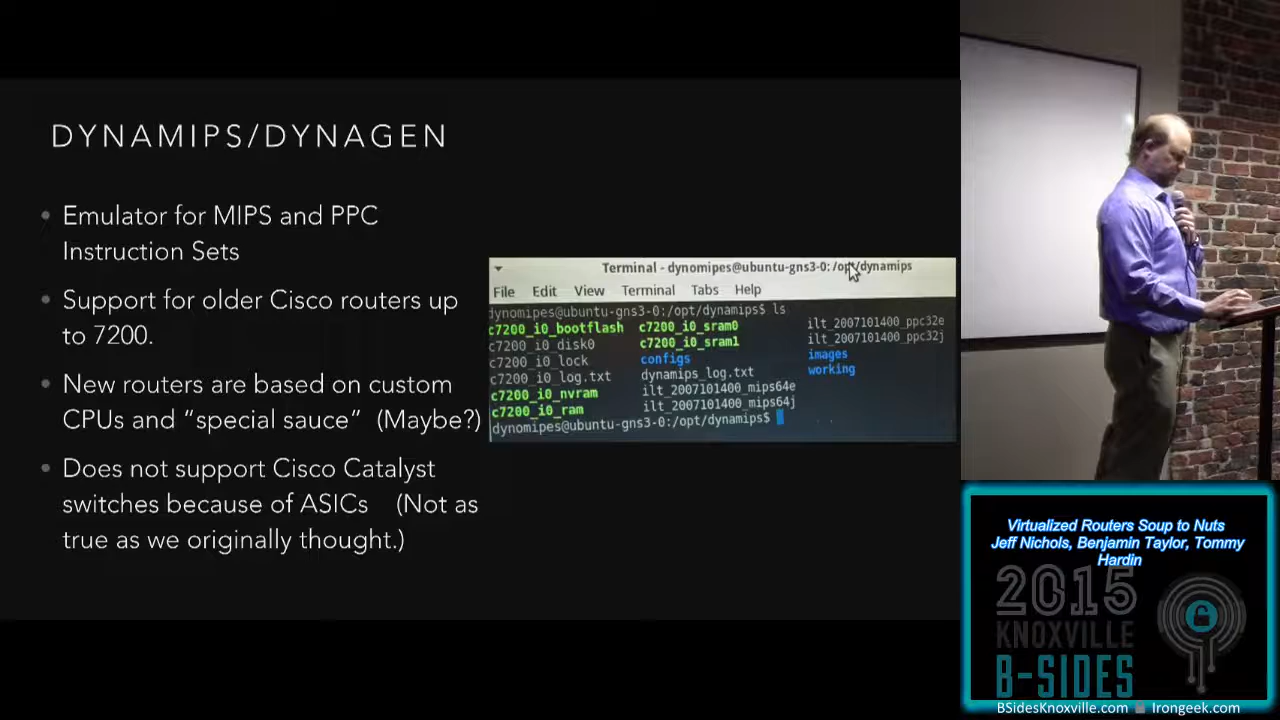 DYNAMIPS/DYNAGEN
Emulator for MIPS and PPC
Instruction Sets
Support for older Cisco routers up
to 7200.
New routers are based on custom
CPUs and “special sauce” (Maybe?)
Does not support Cisco Catalyst
switches because of ASICs (Not as
true as we originally thought.)
Terminal - dynomipes@ubuntu-gns3-0: /opt/dynamips
File Edit View Terminal Tabs Help
dynomipes@ubuntu-gns3-0:/opt/dynamips$ ls
c7200_i0_bootflash c7200_i0_sram0 ilt_2007101400_ppc32e
c7200_i0_disk0 c7200_i0_sram1 ilt_2007101400_ppc32j
c7200_i0_lock configs images
c7200_i0_log.txt dynamips_log.txt working
c7200_i0_nvram ilt_2007101400_mips64e
c7200_i0_ram ilt_2007101400_mips64j
dynomipes@ubuntu-gns3-0:/opt/dynamips$
Virtualized Routers Soup to Nuts
Jeff Nichols, Benjamin Taylor, Tommy
Hardin
2015
KNOXVILLE
B-SIDES
BSidesKnoxville.com Irongeek.com